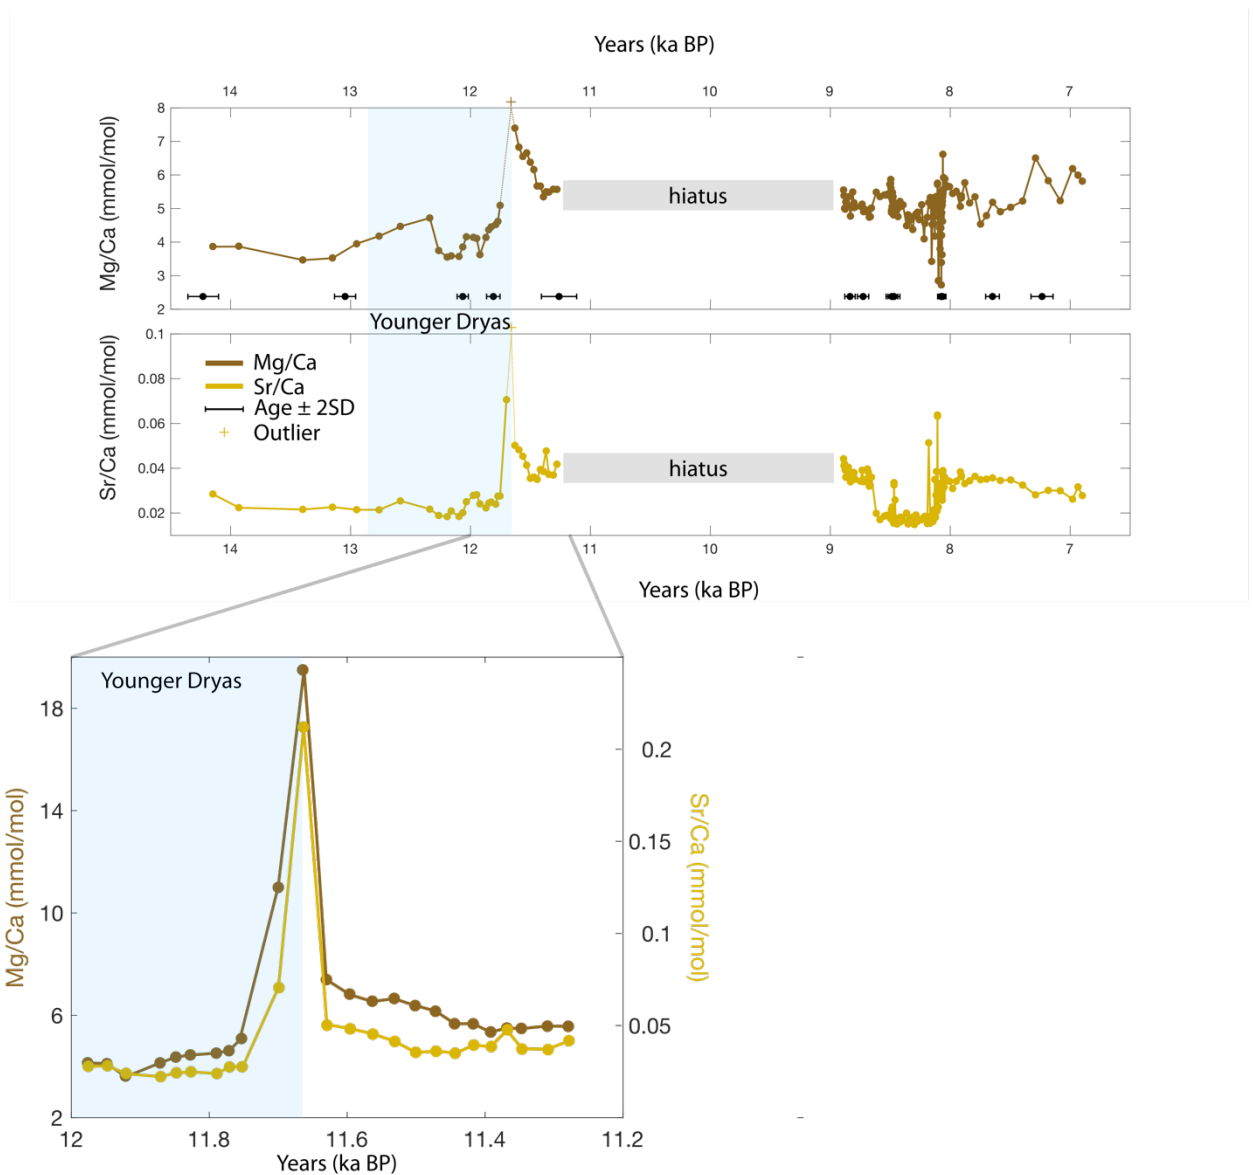 Years (ka BP)
14 13 12 11 10 9 8 7
8
7
6
5
4
3
2
Mg/Ca (mmol/mol)
hiatus
Younger Dryas
0.1
0.08
0.06
0.04
0.02
Sr/Ca (mmol/mol)
Mg/Ca
Sr/Ca
Age ± 2SD
Outlier
hiatus
14 13 12 11 10 9 8 7
Years (ka BP)
Younger Dryas
18
14
10
6
2
Mg/Ca (mmol/mol)
0.2
0.15
0.1
0.05
Sr/Ca (mmol/mol)
12 11.8 11.6 11.4 11.2
Years (ka BP)